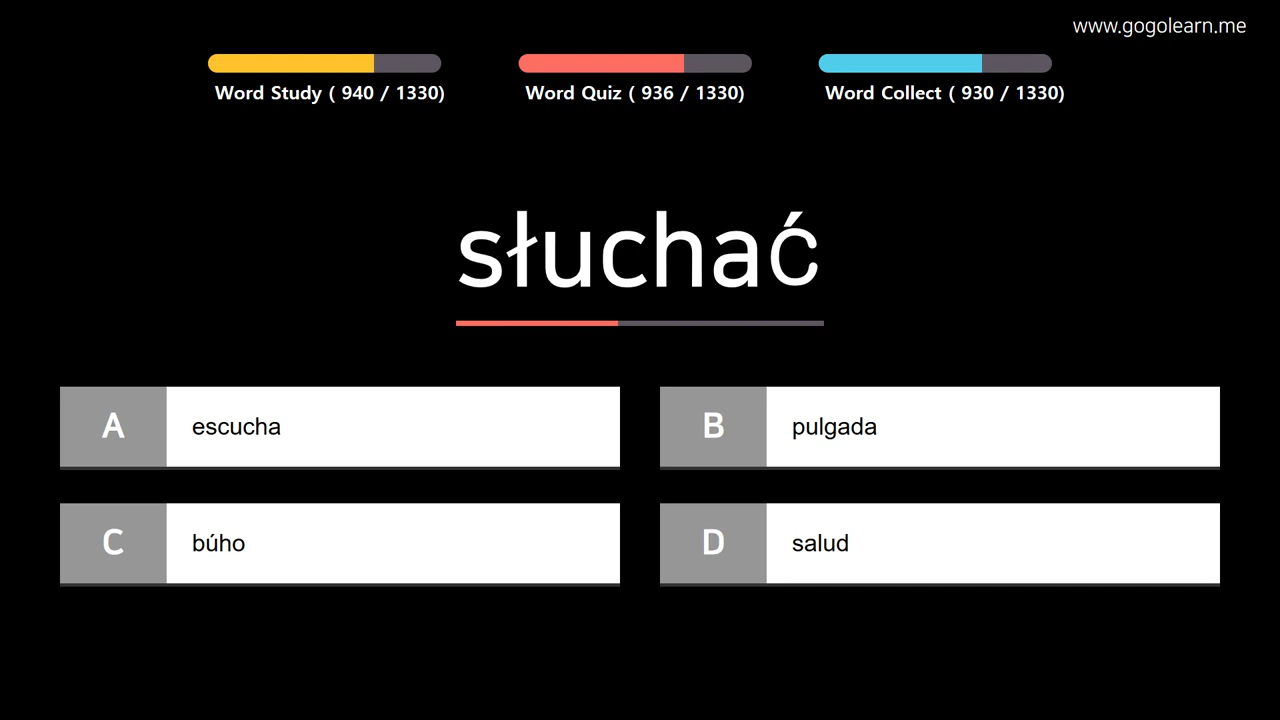 www.gogolearn.me
Word Study ( 940 / 1330)
Word Quiz ( 936 / 1330)
Word Collect ( 930 / 1330)
słuchać
A escucha
B pulgada
C búho
D salud